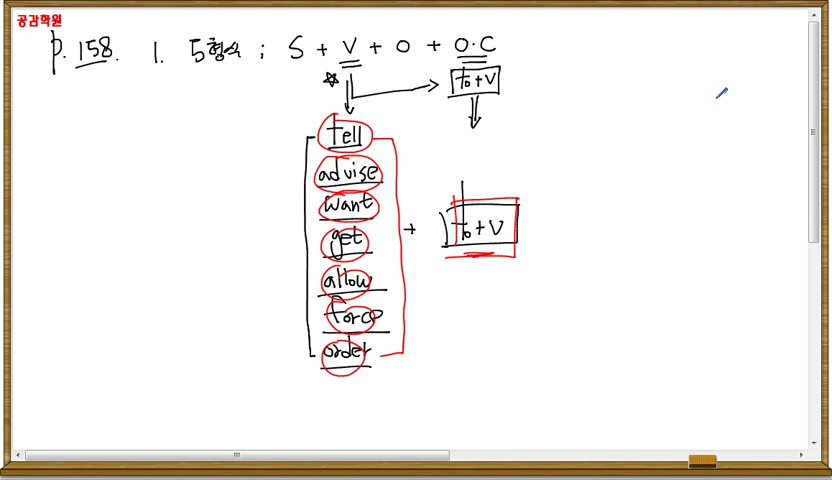 공감학원
p. 158. 1. 5형식 ; S + V + O + O·C
to+V
tell
advise
want
get + to+V
allow
force
order